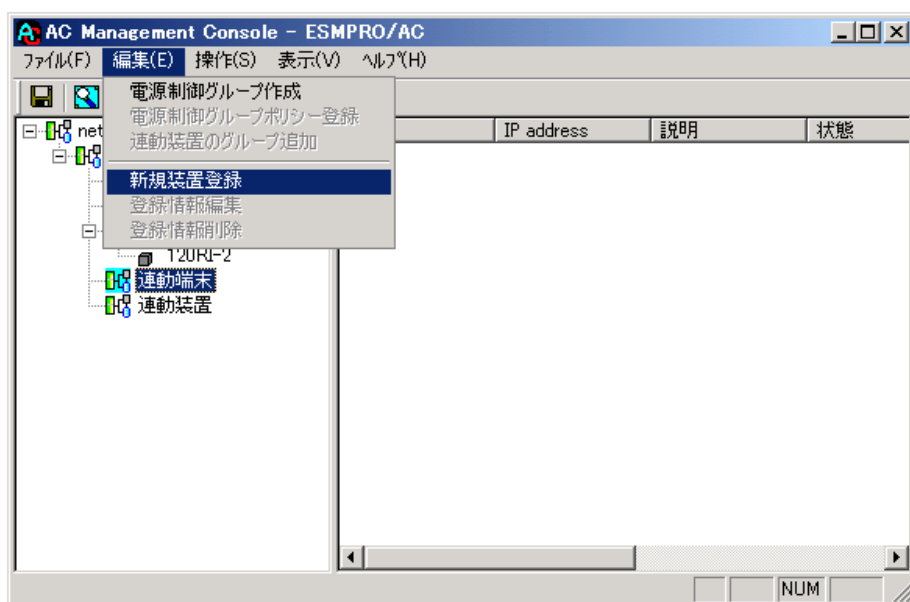 AC Management Console - ESMPRO/AC
ファイル(F) 編集(E) 操作(S) 表示(V) ヘルプ(H)
電源制御グループ作成
電源制御グループポリシー登録
連動装置のグループ追加
新規装置登録
登録情報編集
登録情報削除
net
IP address 説明 状態
120Ri-2
連動端末
連動装置
NUM